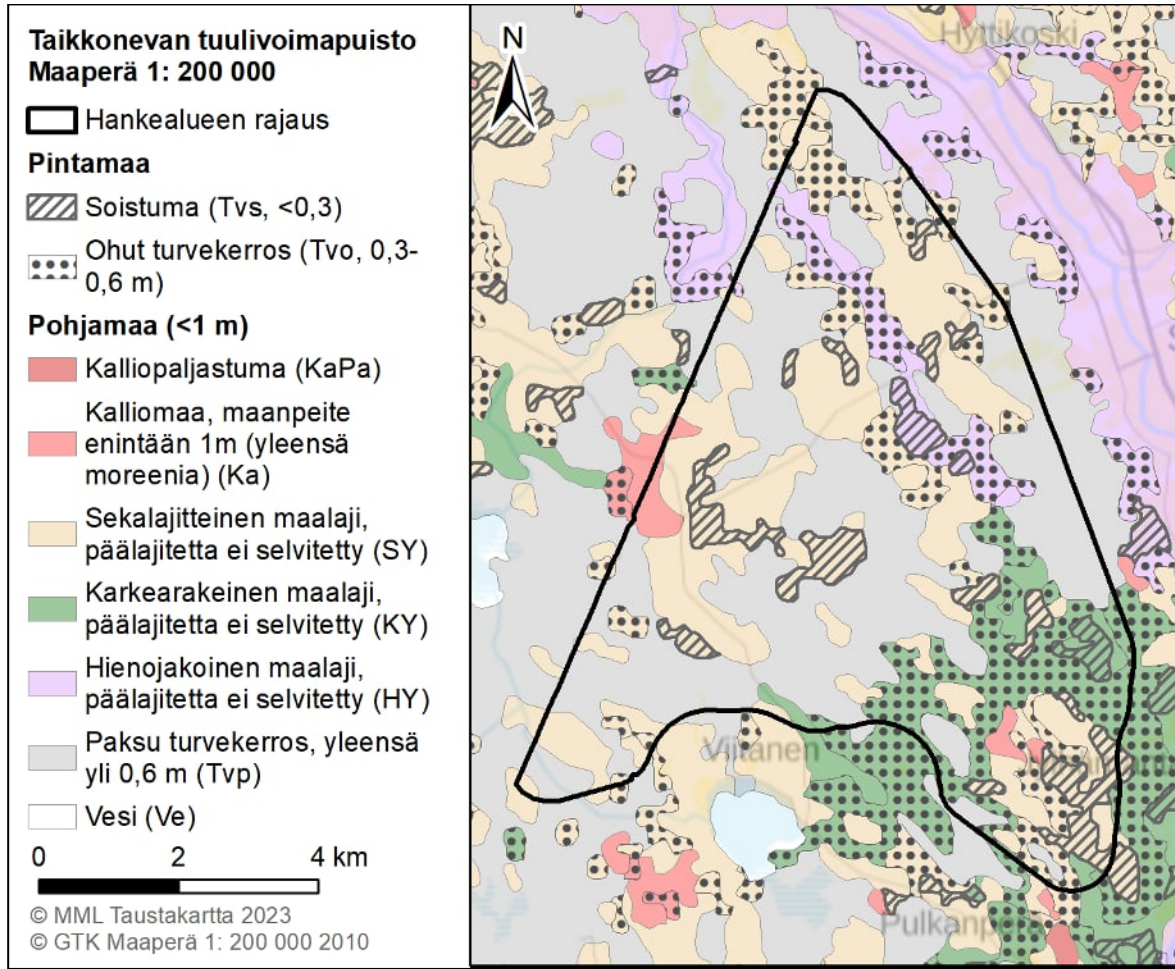 Taikkonevan tuulivoimapuisto
Maaperä 1: 200 000
Hankealueen rajaus
Pintamaa
Soistuma (Tvs, <0,3)
Ohut turvekerros (Tvo, 0,3-
0,6 m)
Pohjamaa (<1 m)
Kalliopaljastuma (KaPa)
Kalliomaa, maanpeite
enintään 1m (yleensä
moreenia) (Ka)
Sekalajitteinen maalaji,
päälajitetta ei selvitetty (SY)
Karkearakeinen maalaji,
päälajitetta ei selvitetty (KY)
Hienojakoinen maalaji,
päälajitetta ei selvitetty (HY)
Paksu turvekerros, yleensä
yli 0,6 m (Tvp)
Vesi (Ve)
0 2 4 km
© MML Taustakartta 2023
© GTK Maaperä 1: 200 000 2010
N
Hyttikoski
Viitanen
Pulkanperä